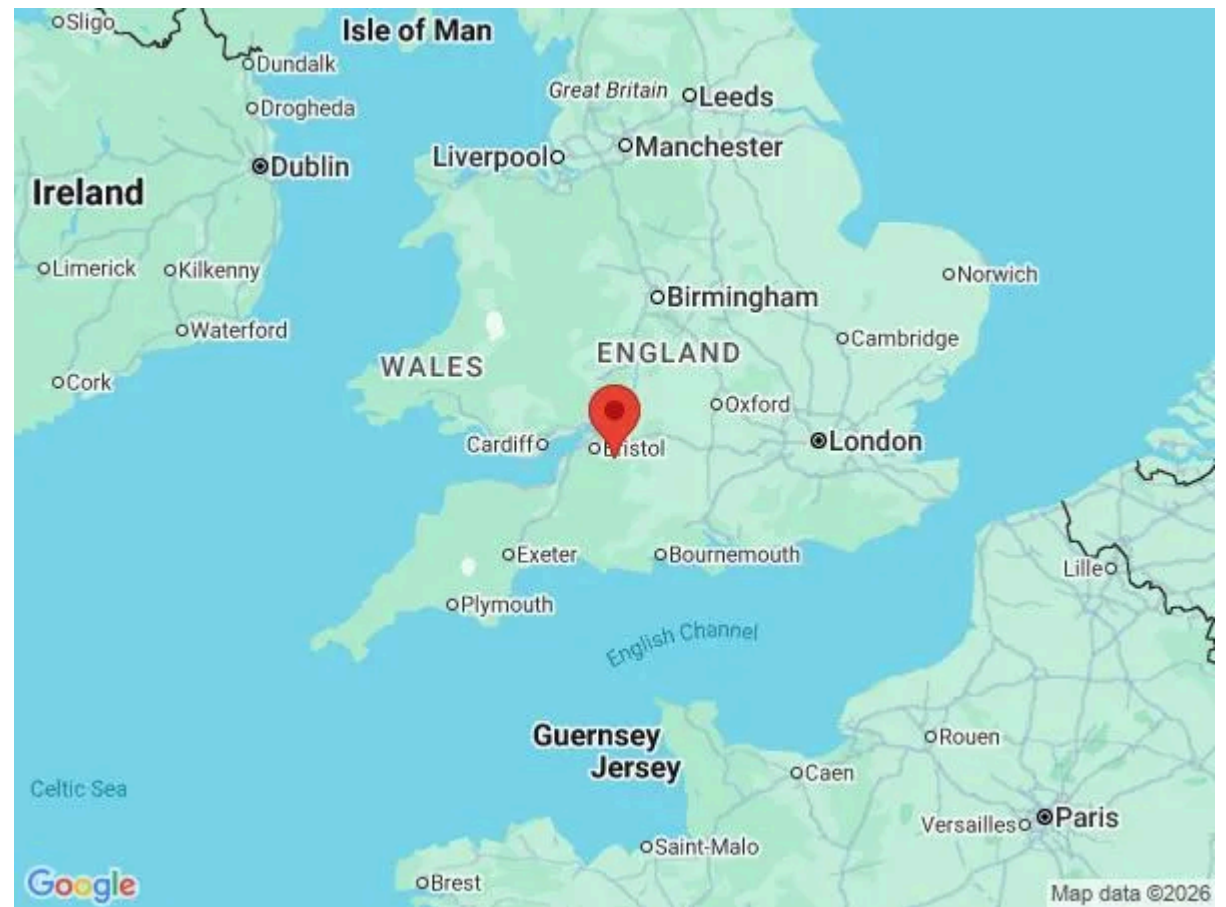 Sligo
Isle of Man
Dundalk
Great Britain
Leeds
Drogheda
Manchester
Liverpool
Dublin
Ireland
Limerick
Kilkenny
Norwich
Birmingham
Waterford
Cambridge
ENGLAND
WALES
Cork
Oxford
London
Cardiff
Bristol
Exeter
Bournemouth
Lille
Plymouth
English Channel
Guernsey
Rouen
Jersey
Caen
Celtic Sea
Paris
Versailles
Saint-Malo
Brest
Google
Map data ©2026